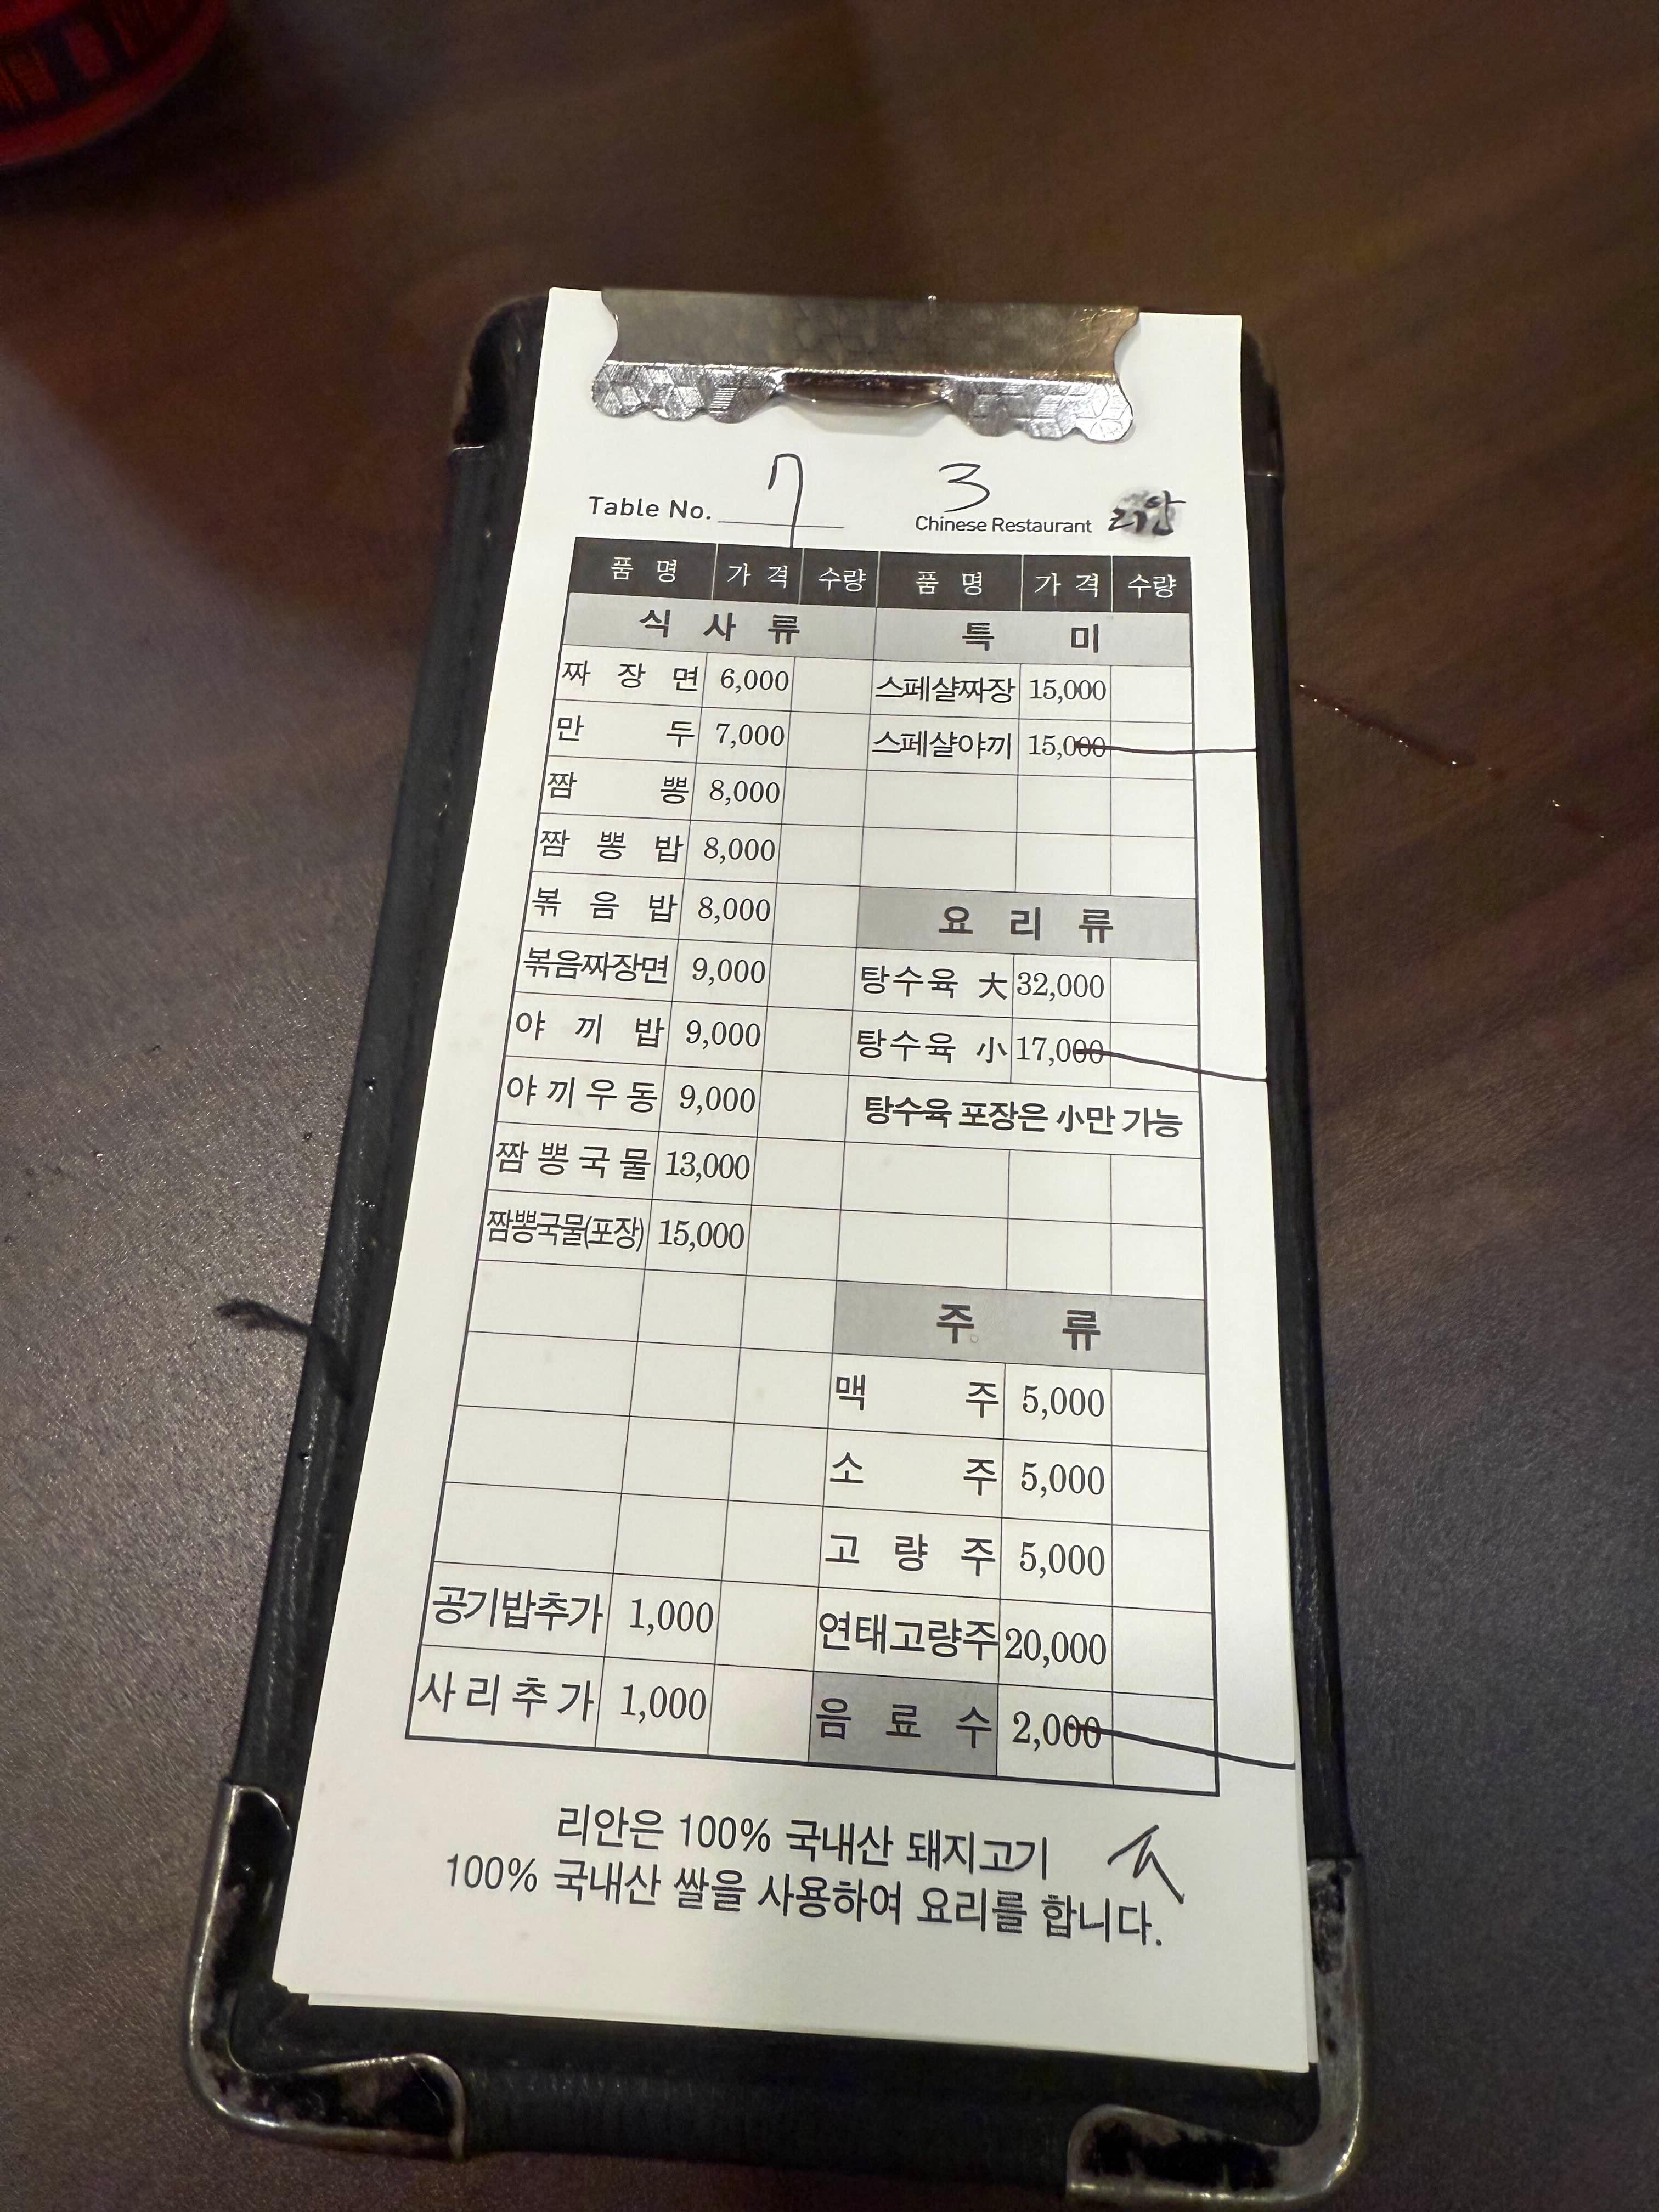 7 3
Table No. Chinese Restaurant 리안
품 명 가 격 수량 품 명 가 격 수량
식 사 류 특 미
짜 장 면 6,000 스페샬짜장 15,000
만 두 7,000 스페샬야끼 15,000
짬 뽕 8,000
짬 뽕 밥 8,000
볶 음 밥 8,000 요 리 류
볶음짜장면 9,000 탕수육 大 32,000
야 끼 밥 9,000 탕수육 小 17,000
야 끼 우 동 9,000 탕수육 포장은 小만 가능
짬 뽕 국 물 13,000
짬뽕국물(포장) 15,000
주 류
맥 주 5,000
소 주 5,000
고 량 주 5,000
공기밥추가 1,000 연태고량주 20,000
사 리 추 가 1,000 음 료 수 2,000
리안은 100% 국내산 돼지고기
100% 국내산 쌀을 사용하여 요리를 합니다.